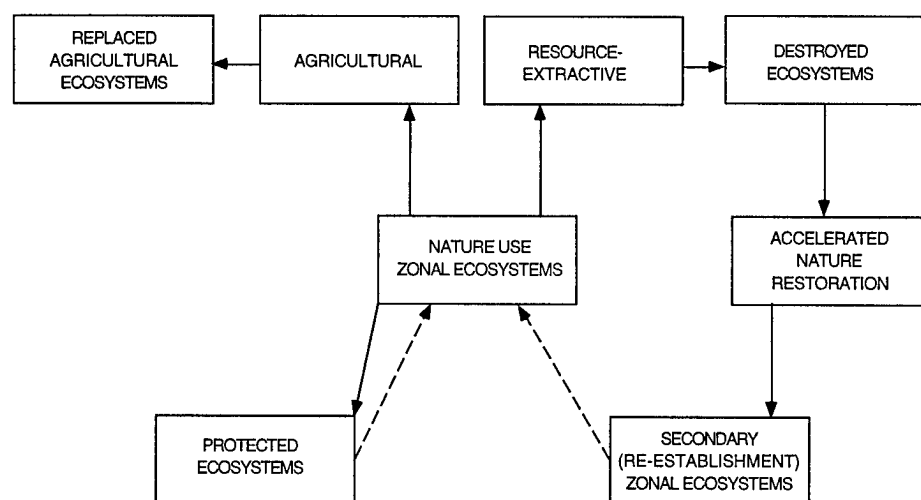 REPLACED
AGRICULTURAL
ECOSYSTEMS
AGRICULTURAL
RESOURCE-
EXTRACTIVE
DESTROYED
ECOSYSTEMS
NATURE USE
ZONAL ECOSYSTEMS
ACCELERATED
NATURE
RESTORATION
PROTECTED
ECOSYSTEMS
SECONDARY
(RE-ESTABLISHMENT)
ZONAL ECOSYSTEMS